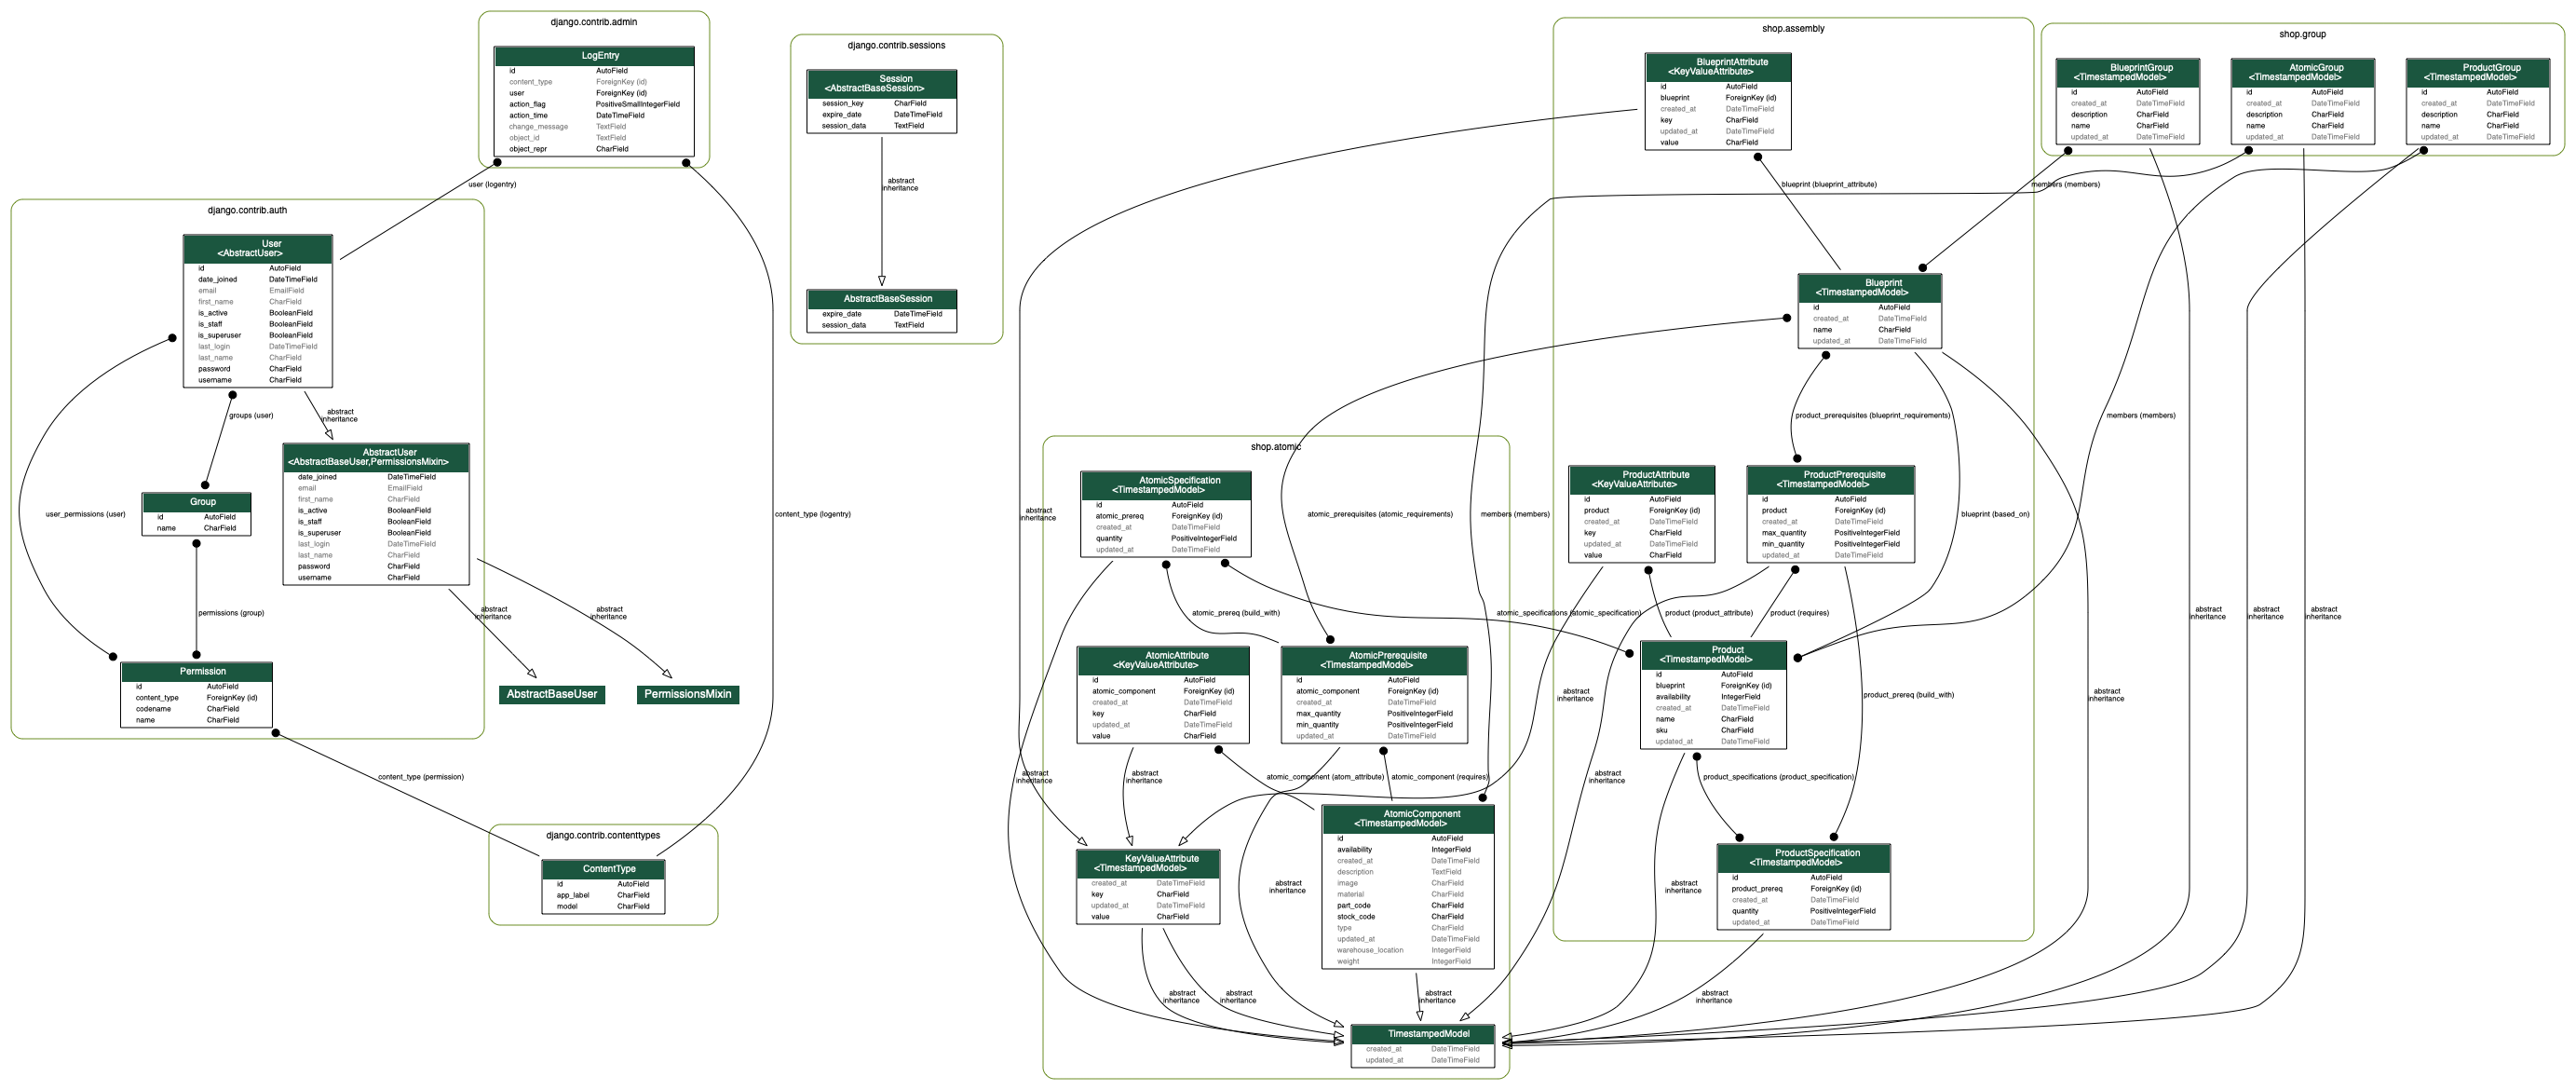 django.contrib.admin
LogEntry
id AutoField
content_type ForeignKey (id)
user ForeignKey (id)
action_flag PositiveSmallIntegerField
action_time DateTimeField
change_message TextField
object_id TextField
object_repr CharField
user (logentry)
content_type (logentry)
django.contrib.auth
User
<AbstractUser>
id AutoField
date_joined DateTimeField
email EmailField
first_name CharField
is_active BooleanField
is_staff BooleanField
is_superuser BooleanField
last_login DateTimeField
last_name CharField
password CharField
username CharField
groups (user)
abstract
inheritance
user_permissions (user)
Group
id AutoField
name CharField
AbstractUser
<AbstractBaseUser,PermissionsMixin>
date_joined DateTimeField
email EmailField
first_name CharField
is_active BooleanField
is_staff BooleanField
is_superuser BooleanField
last_login DateTimeField
last_name CharField
password CharField
username CharField
permissions (group)
abstract
inheritance
abstract
inheritance
Permission
id AutoField
content_type ForeignKey (id)
codename CharField
name CharField
AbstractBaseUser
PermissionsMixin
content_type (permission)
django.contrib.contenttypes
ContentType
id AutoField
app_label CharField
model CharField
django.contrib.sessions
Session
<AbstractBaseSession>
session_key CharField
expire_date DateTimeField
session_data TextField
abstract
inheritance
AbstractBaseSession
expire_date DateTimeField
session_data TextField
shop.assembly
BlueprintAttribute
<KeyValueAttribute>
id AutoField
blueprint ForeignKey (id)
created_at DateTimeField
key CharField
updated_at DateTimeField
value CharField
blueprint (blueprint_attribute)
Blueprint
<TimestampedModel>
id AutoField
created_at DateTimeField
name CharField
updated_at DateTimeField
product_prerequisites (blueprint_requirements)
blueprint (based_on)
ProductAttribute
<KeyValueAttribute>
id AutoField
product ForeignKey (id)
created_at DateTimeField
key CharField
updated_at DateTimeField
value CharField
ProductPrerequisite
<TimestampedModel>
id AutoField
product ForeignKey (id)
created_at DateTimeField
max_quantity PositiveIntegerField
min_quantity PositiveIntegerField
updated_at DateTimeField
atomic_specifications (atomic_specification)
product (product_attribute)
product (requires)
Product
<TimestampedModel>
id AutoField
blueprint ForeignKey (id)
availability IntegerField
created_at DateTimeField
name CharField
sku CharField
updated_at DateTimeField
abstract
inheritance
product_prereq (build_with)
abstract
inheritance
abstract
inheritance
product_specifications (product_specification)
ProductSpecification
<TimestampedModel>
id AutoField
product_prereq ForeignKey (id)
created_at DateTimeField
quantity PositiveIntegerField
updated_at DateTimeField
abstract
inheritance
abstract
inheritance
shop.group
BlueprintGroup
<TimestampedModel>
id AutoField
created_at DateTimeField
description CharField
name CharField
updated_at DateTimeField
AtomicGroup
<TimestampedModel>
id AutoField
created_at DateTimeField
description CharField
name CharField
updated_at DateTimeField
ProductGroup
<TimestampedModel>
id AutoField
created_at DateTimeField
description CharField
name CharField
updated_at DateTimeField
members (members)
members (members)
members (members)
abstract
inheritance
abstract
inheritance
abstract
inheritance
shop.atomic
AtomicSpecification
<TimestampedModel>
id AutoField
atomic_prereq ForeignKey (id)
created_at DateTimeField
quantity PositiveIntegerField
updated_at DateTimeField
abstract
inheritance
atomic_prerequisites (atomic_requirements)
atomic_prereq (build_with)
AtomicAttribute
<KeyValueAttribute>
id AutoField
atomic_component ForeignKey (id)
created_at DateTimeField
key CharField
updated_at DateTimeField
value CharField
AtomicPrerequisite
<TimestampedModel>
id AutoField
atomic_component ForeignKey (id)
created_at DateTimeField
max_quantity PositiveIntegerField
min_quantity PositiveIntegerField
updated_at DateTimeField
abstract
inheritance
abstract
inheritance
atomic_component (atom_attribute)
atomic_component (requires)
AtomicComponent
<TimestampedModel>
id AutoField
availability IntegerField
created_at DateTimeField
description TextField
image CharField
material CharField
part_code CharField
stock_code CharField
type CharField
updated_at DateTimeField
warehouse_location IntegerField
weight IntegerField
KeyValueAttribute
<TimestampedModel>
created_at DateTimeField
key CharField
updated_at DateTimeField
value CharField
abstract
inheritance
abstract
inheritance
abstract
inheritance
abstract
inheritance
TimestampedModel
created_at DateTimeField
updated_at DateTimeField